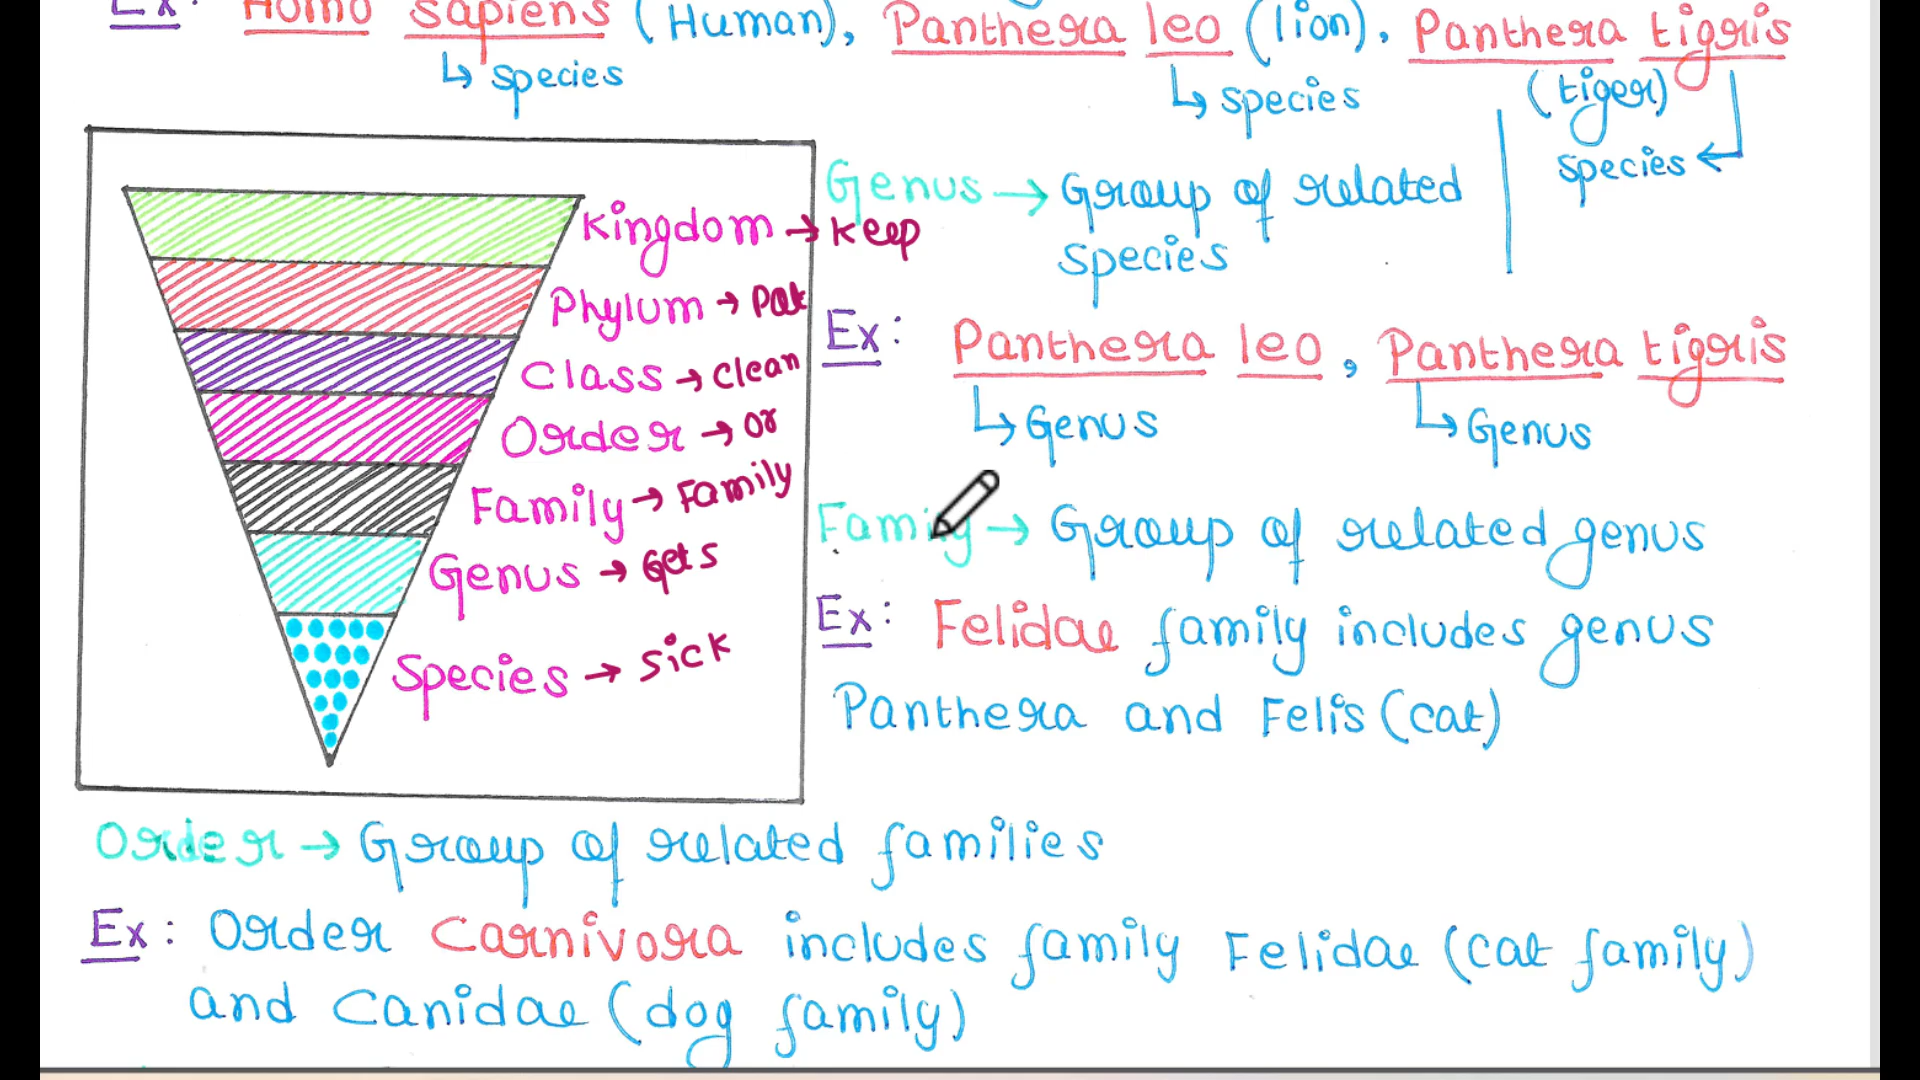 Ex: Homo sapiens (Human), Panthera leo (lion), Panthera tigris
↳ species
↳ species
(tiger)
species
Genus → Group of related
species
Kingdom → Keep
Phylum → Pak
Class → Clean
Order → or
Family → Family
Genus → Gets
Species → Sick
Ex: Panthera leo, Panthera tigris
↳ Genus
↳ Genus
Family → Group of related genus
Ex: Felidae family includes genus
Panthera and Felis (cat)
Order → Group of related families
Ex: Order Carnivora includes family Felidae (cat family)
and Canidae (dog family)